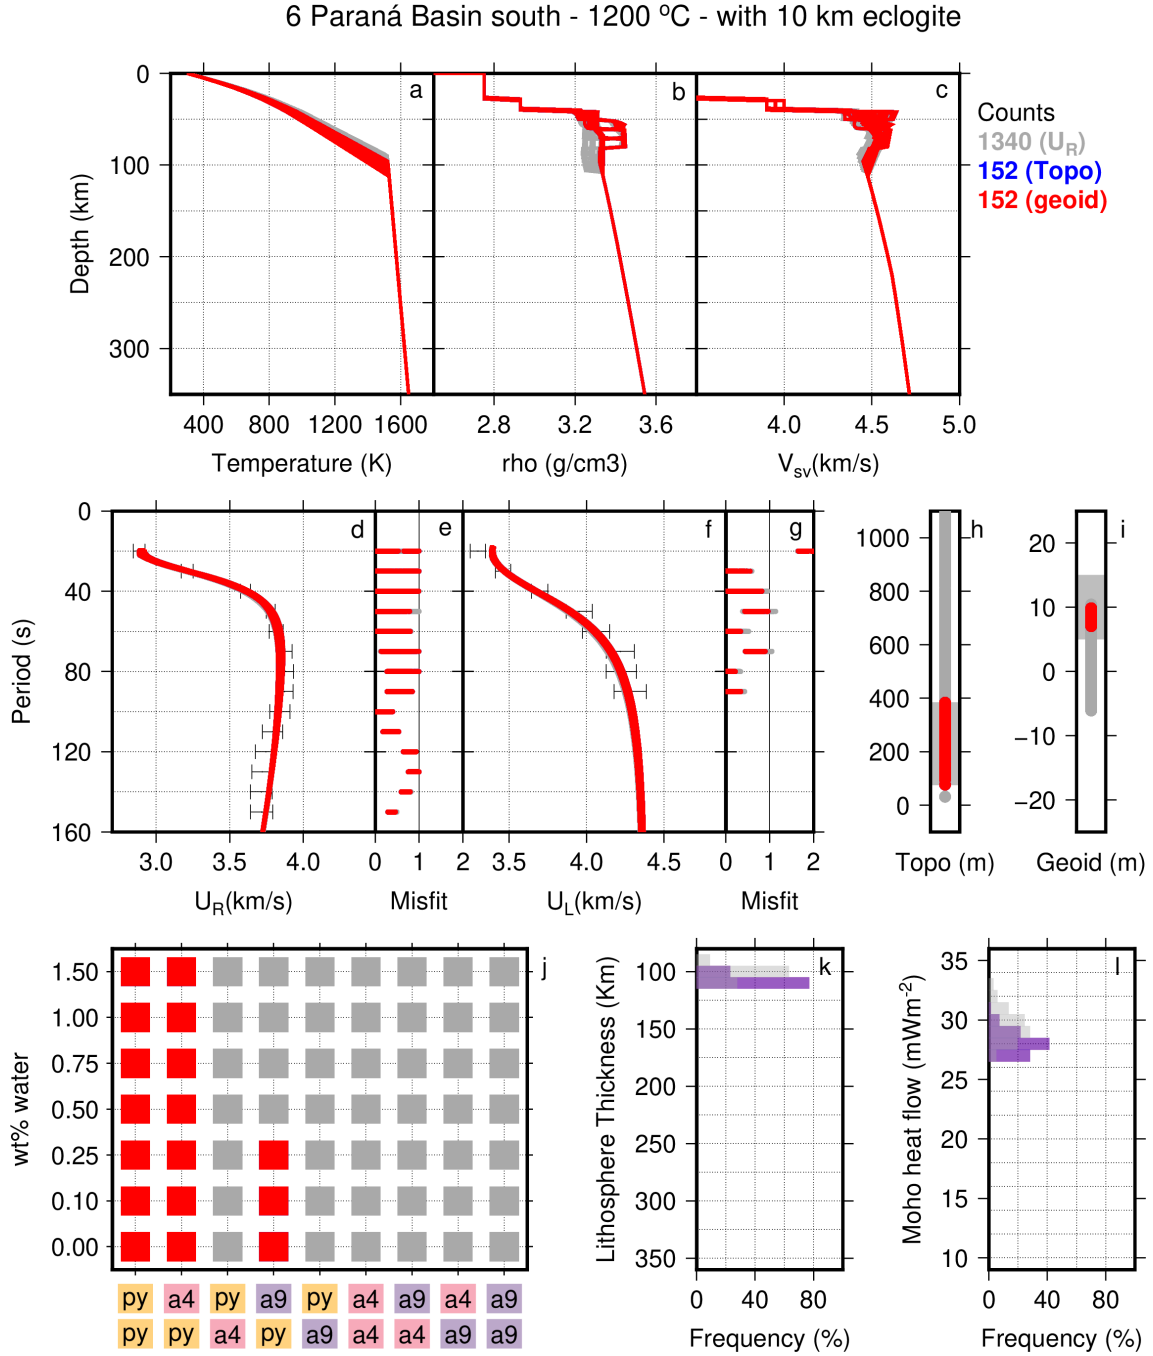 6 Paraná Basin south - 1200 ºC - with 10 km eclogite
0
100
200
300
Depth (km)
a
b
c
400 800 1200 1600
2.8 3.2 3.6
4.0 4.5 5.0
Temperature (K)
rho (g/cm3)
Vsv(km/s)
Counts
1340 (UR)
152 (Topo)
152 (geoid)
0
40
80
120
160
Period (s)
d
e
f
g
h
i
3.0 3.5 4.0
0 1 2
3.5 4.0 4.5
0 1 2
UR(km/s)
Misfit
UL(km/s)
Misfit
1000
800
600
400
200
0
Topo (m)
20
10
0
−10
−20
Geoid (m)
1.50
1.00
0.75
0.50
0.25
0.10
0.00
wt% water
j
py a4 py a9 py a4 a9 a4 a9
py py a4 py a9 a4 a4 a9 a9
100
150
200
250
300
350
Lithosphere Thickness (Km)
k
0 40 80
Frequency (%)
35
30
25
20
15
10
Moho heat flow (mWm-2)
l
0 40 80
Frequency (%)